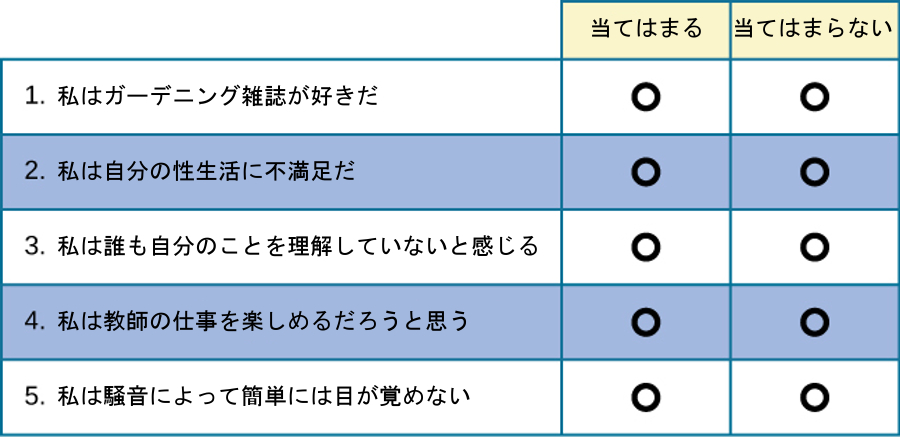 当てはまる 当てはまらない
1. 私はガーデニング雑誌が好きだ
2. 私は自分の性生活に不満足だ
3. 私は誰も自分のことを理解していないと感じる
4. 私は教師の仕事を楽しめるだろうと思う
5. 私は騒音によって簡単には目が覚めない